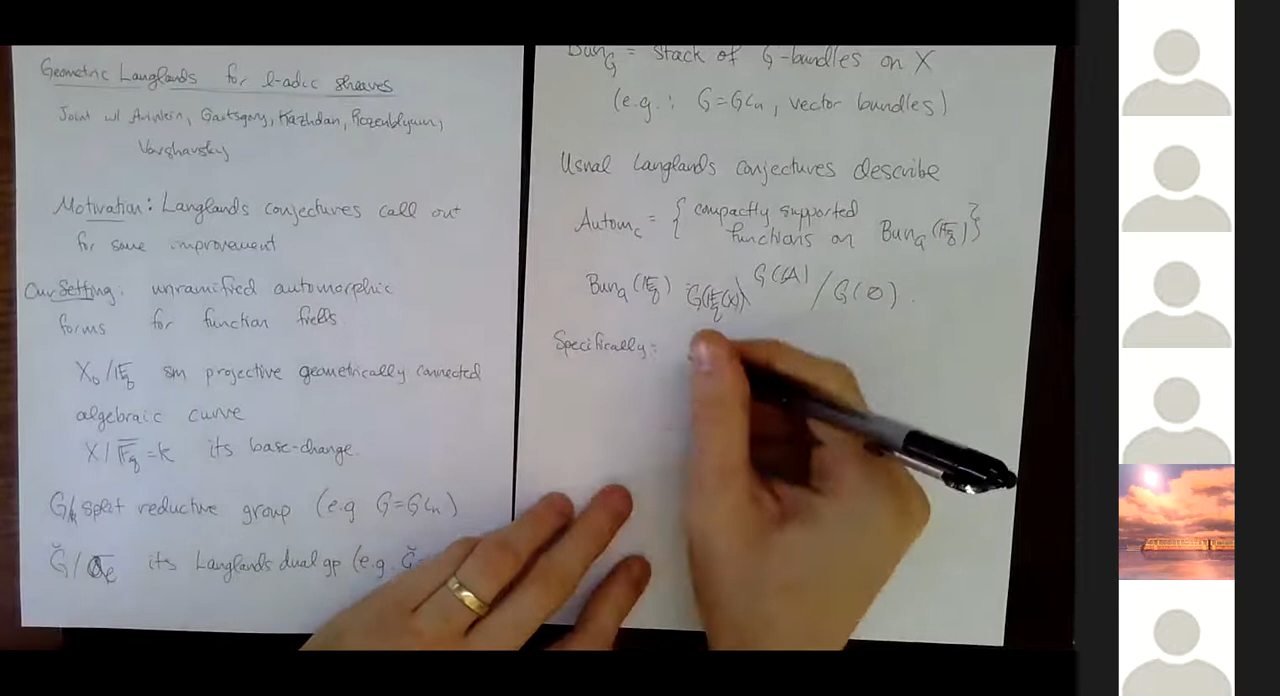 Geometric Langlands for l-adic sheaves
Joint w/ Arinkin, Gaitsgory, Kazhdan, Rozenblyum,
Varshavsky
Motivation: Langlands conjectures call out
for some improvement
Our Setting: unramified automorphic
forms for function fields.
X₀/𝔽_q sm projective geometrically connected
algebraic curve
X/𝔽̅_q = k its base-change.
G/k split reductive group (e.g. G=GLₙ)
Ǧ/ℚ̅_ℓ its Langlands dual gp (e.g. Ǧ
Bun_G = stack of G-bundles on X
(e.g.: G=GLₙ, vector bundles)
Usual Langlands conjectures describe
Autom_c = { compactly supported
functions on Bun_G(𝔽_q) }
Bun_G(𝔽_q) G(𝔽_q(X))\G(𝔸)/G(𝕆).
Specifically: